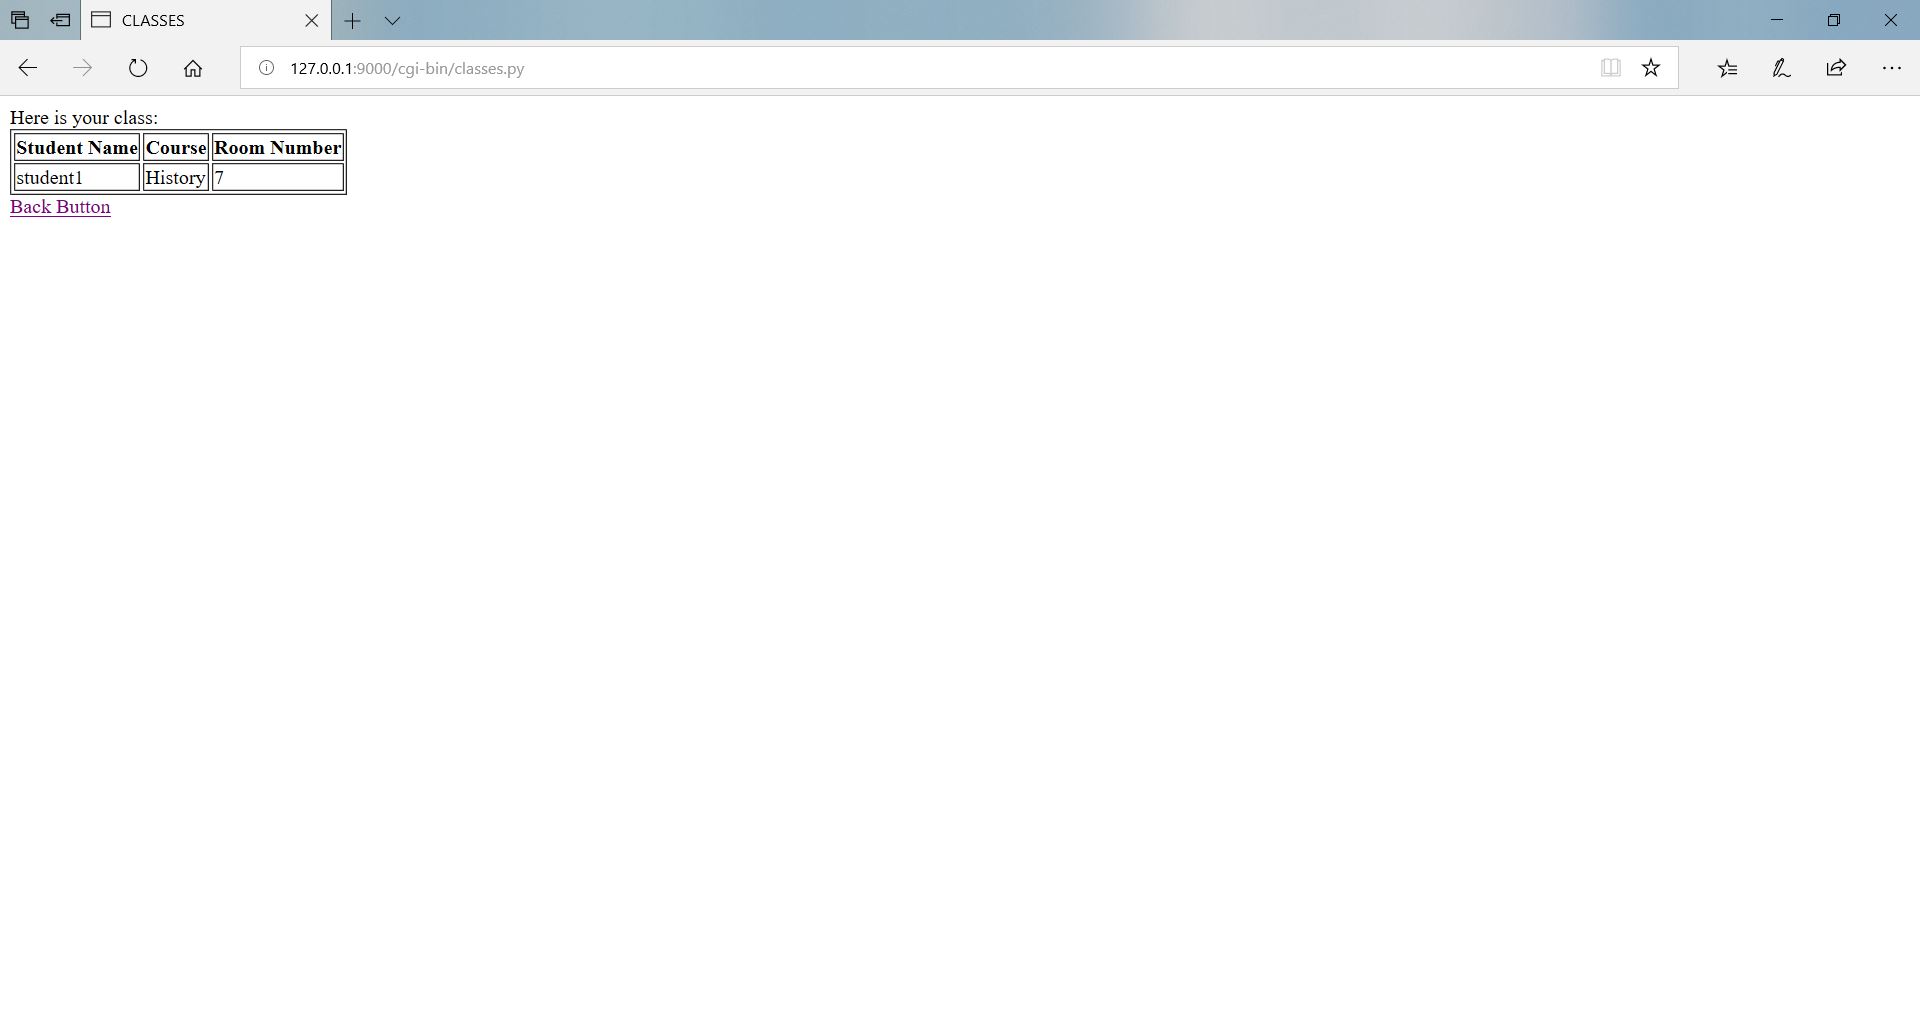 CLASSES
127.0.0.1:9000/cgi-bin/classes.py
Here is your class:
Student Name Course Room Number
student1 History 7
Back Button